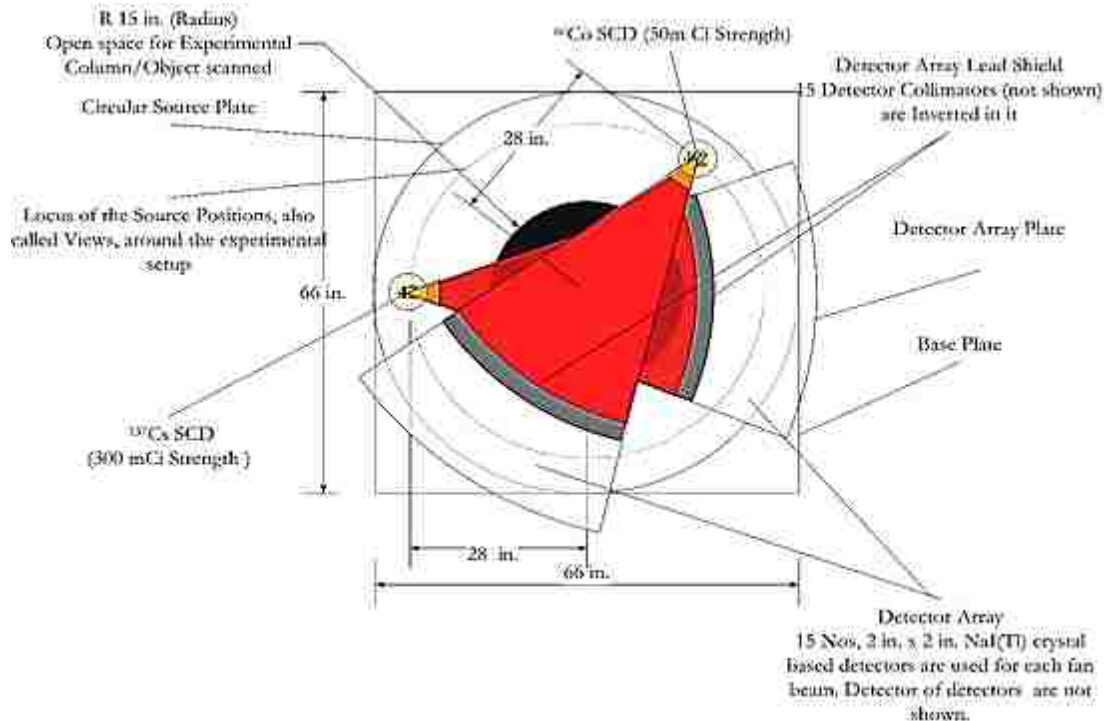 R 15 in. (Radius)
Open space for Experimental
Column/Object scanned
Circular Source Plate
Locus of the Source Positions, also
called Views, around the experimental
setup
66 in.
¹³⁷Cs SCD
(300 mCi Strength )
28 in.
⁶⁰Co SCD (50m Ci Strength)
Detector Array Lead Shield
15 Detector Collimators (not shown)
are Inverted in it
Detector Array Plate
Base Plate
28 in.
66 in.
Detector Array
15 Nos, 2 in. x 2 in. NaI(Tl) crystal
based detectors are used for each fan
beam. Detector of detectors are not
shown.